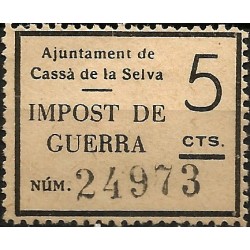 Ajuntament de
Cassà de la Selva
5
CTS.
IMPOST DE
GUERRA
NÚM. 24973